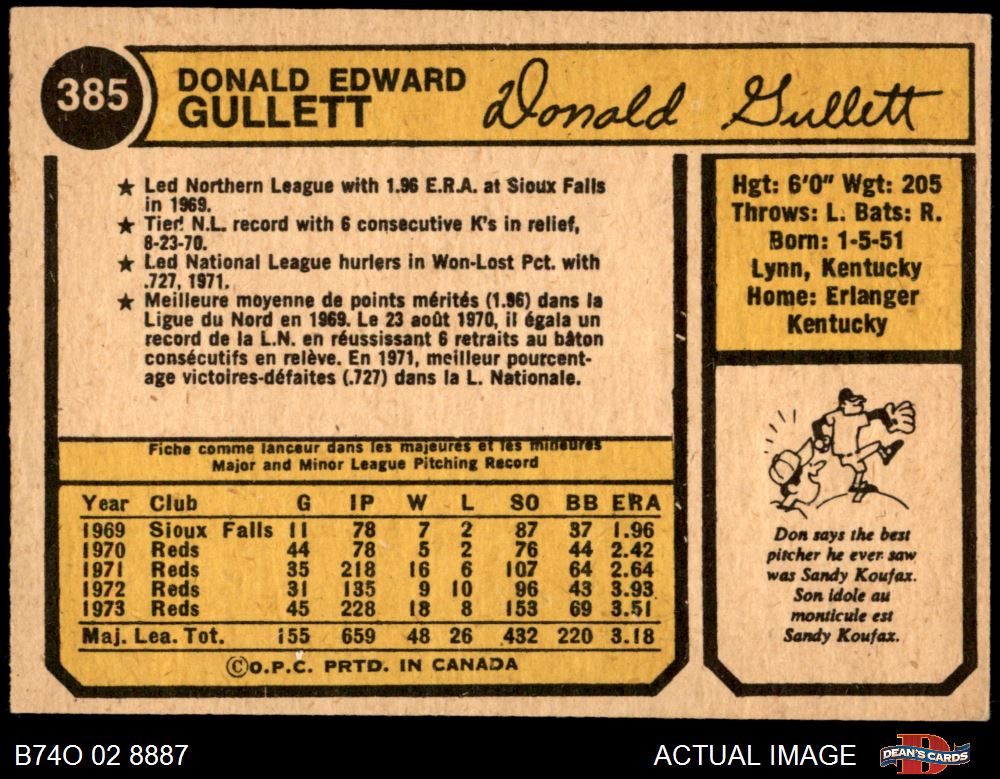 385
DONALD EDWARD
GULLETT
Donald Gullett
★ Led Northern League with 1.96 E.R.A. at Sioux Falls
in 1969.
★ Tied N.L. record with 6 consecutive K's in relief,
8-23-70.
★ Led National League hurlers in Won-Lost Pct. with
.727, 1971.
★ Meilleure moyenne de points mérités (1.96) dans la
Ligue du Nord en 1969. Le 23 août 1970, il égala un
record de la L.N. en réussissant 6 retraits au bâton
consécutifs en relève. En 1971, meilleur pourcent-
age victoires-défaites (.727) dans la L. Nationale.
Hgt: 6'0" Wgt: 205
Throws: L. Bats: R.
Born: 1-5-51
Lynn, Kentucky
Home: Erlanger
Kentucky
Fiche comme lanceur dans les majeures et les mineures
Major and Minor League Pitching Record
Year Club G IP W L SO BB ERA
1969 Sioux Falls 11 78 7 2 87 37 1.96
1970 Reds 44 78 5 2 76 44 2.42
1971 Reds 35 218 16 6 107 64 2.64
1972 Reds 31 135 9 10 96 43 3.93
1973 Reds 45 228 18 8 153 69 3.51
Maj. Lea. Tot. 155 659 48 26 432 220 3.18
©O.P.C. PRTD. IN CANADA
Don says the best
pitcher he ever saw
was Sandy Koufax.
Son idole au
monticule est
Sandy Koufax.
B74O 02 8887
ACTUAL IMAGE
DEAN'S CARDS